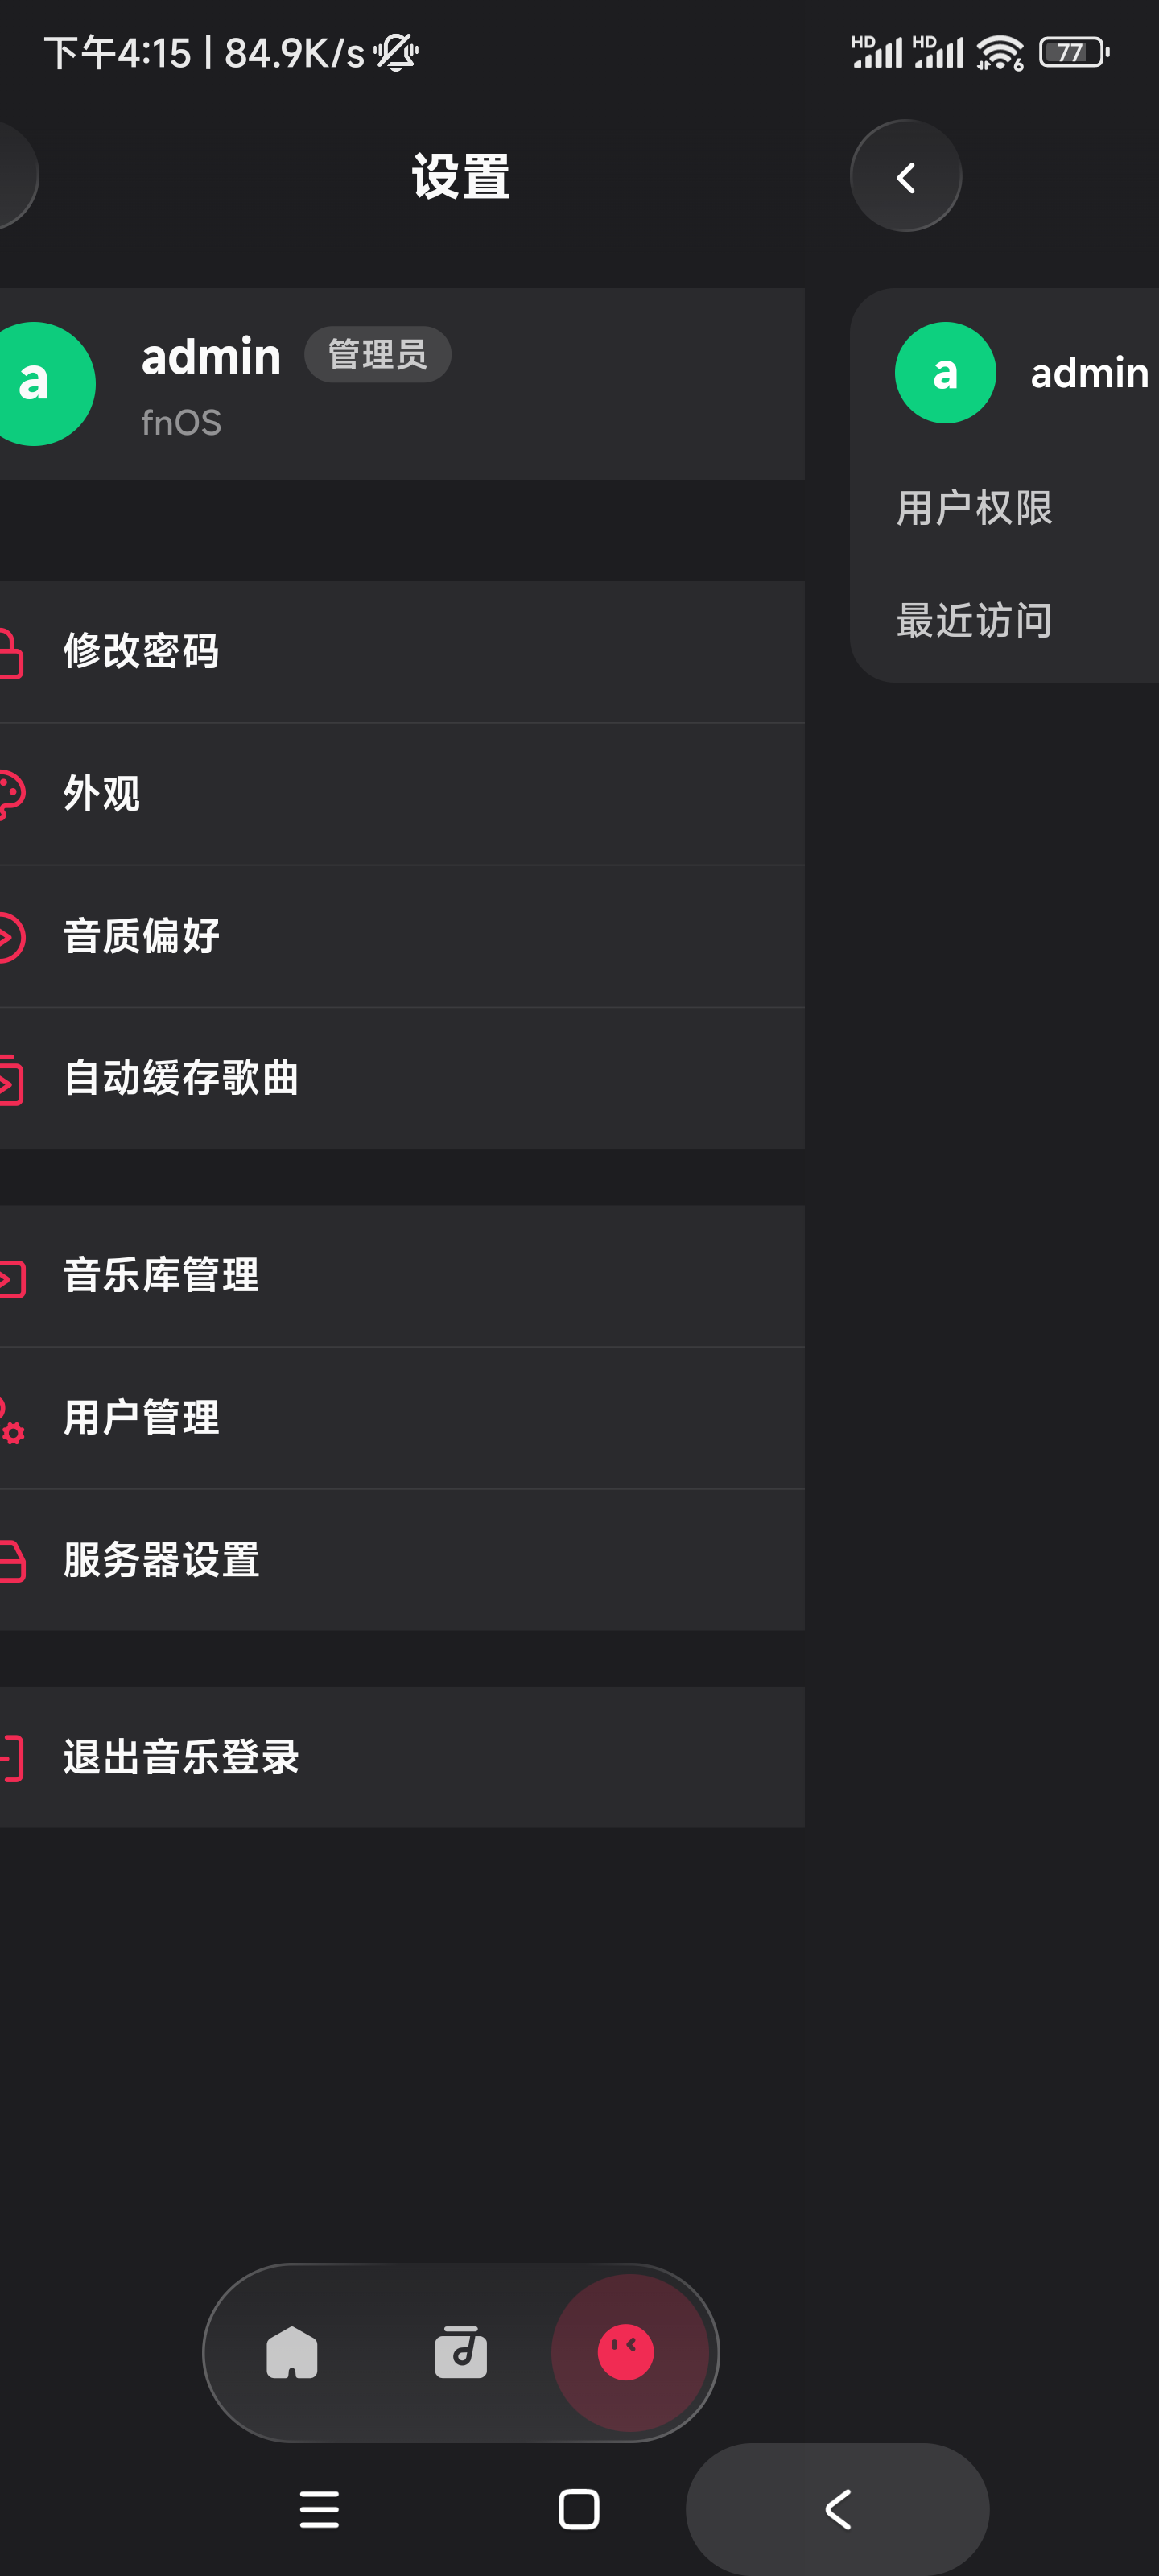 下午4:15 | 84.9K/s
HD HD 6 77
设置
a
admin 管理员
fnOS
修改密码
外观
音质偏好
自动缓存歌曲
音乐库管理
用户管理
服务器设置
退出音乐登录
a admin
用户权限
最近访问